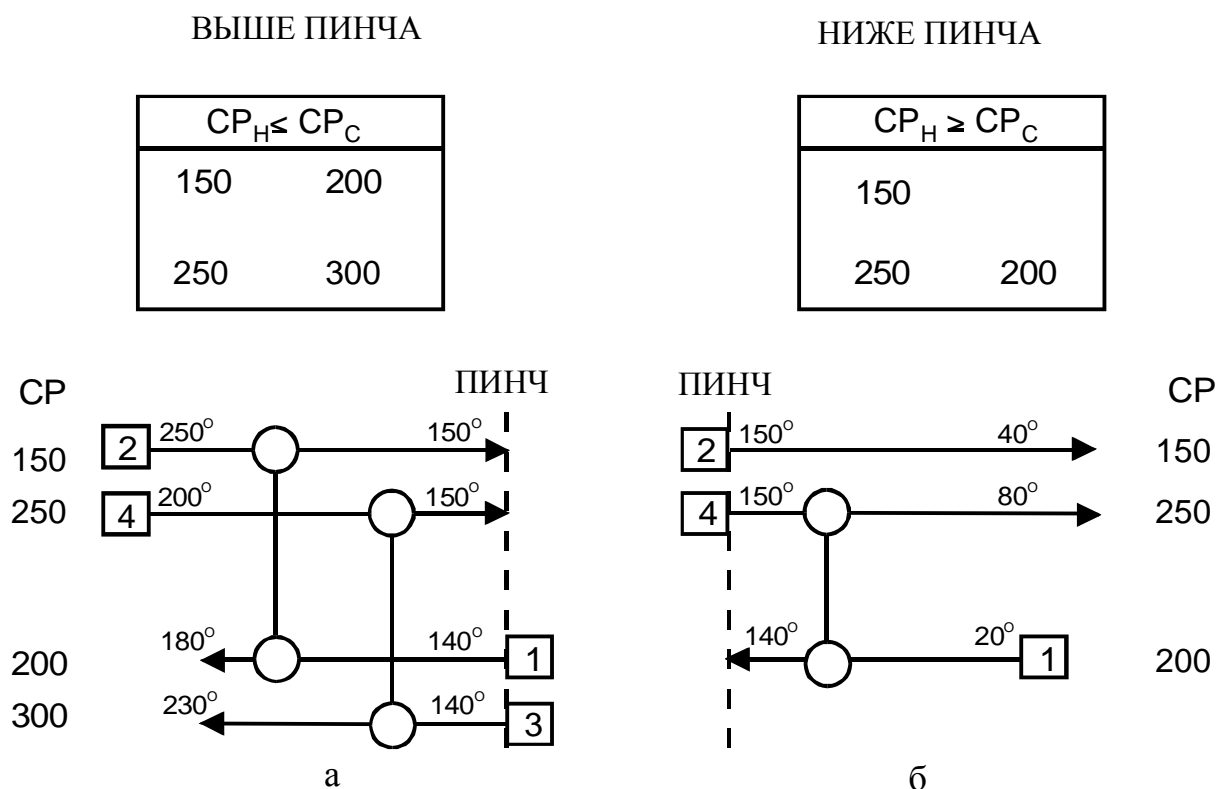 ВЫШЕ ПИНЧА
НИЖЕ ПИНЧА
CP_H ≤ CP_C
150 200
250 300
CP_H ≥ CP_C
150
250 200
CP
ПИНЧ
150 2 250° 150°
250 4 200° 150°
200 180° 140° 1
300 230° 140° 3
а
ПИНЧ
CP
2 150° 40° 150
4 150° 80° 250
140° 20° 1 200
б